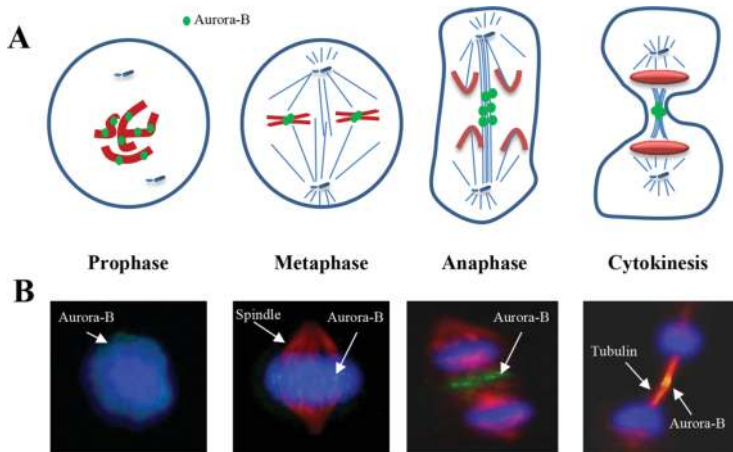 A
Aurora-B
Prophase Metaphase Anaphase Cytokinesis
B
Aurora-B Spindle Aurora-B Aurora-B
Tubulin
Aurora-B